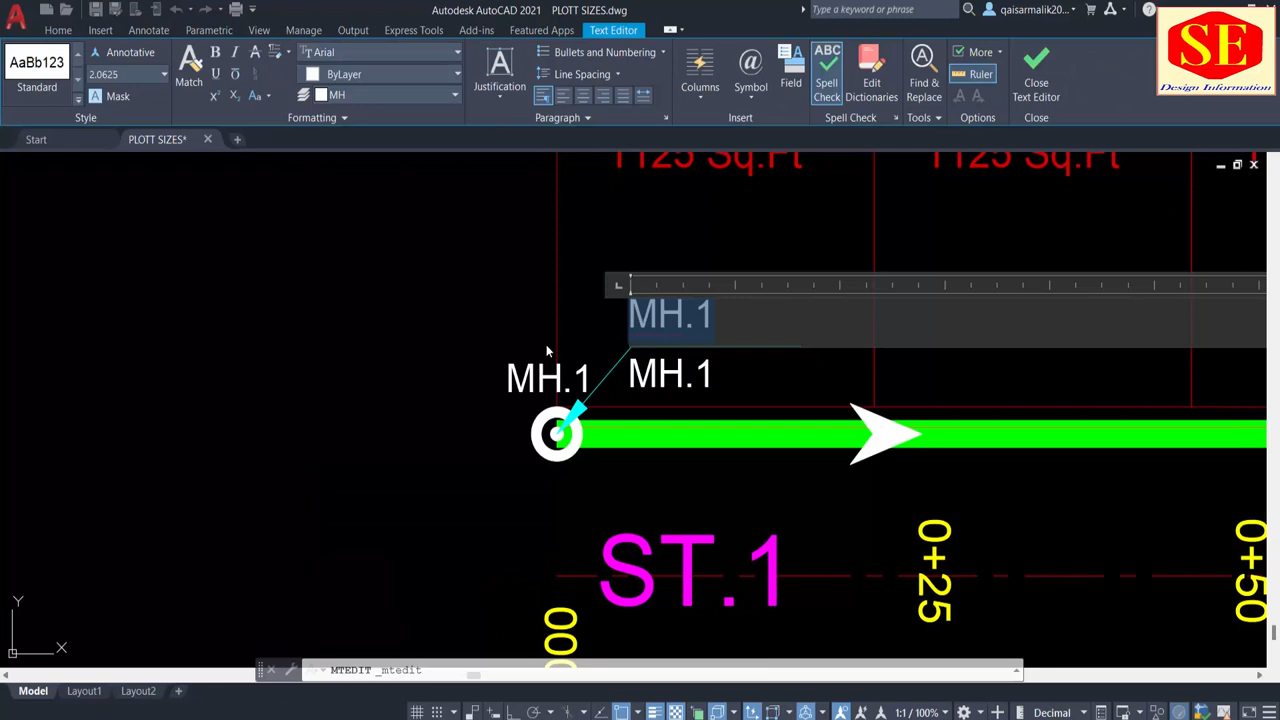 Autodesk AutoCAD 2021 PLOTT SIZES.dwg
Type a keyword or phrase
qaisarmalik20...
Home Insert Annotate Parametric View Manage Output Express Tools Add-ins Featured Apps Text Editor
AaBb123
Standard
Annotative
2.0625
Mask
Style
Match
Arial
ByLayer
MH
Formatting
Justification
Bullets and Numbering
Line Spacing
Paragraph
Columns
Symbol
Field
Insert
ABC
Spell
Check
Edit
Dictionaries
Spell Check
Find &
Replace
Tools
More
Ruler
Options
Close
Text Editor
Close
SE
Design Information
Start
PLOTT SIZES*
1125 Sq.Ft
1125 Sq.Ft
MH.1
MH.1
MH.1
ST.1
0+25
0+50
000
Y
X
MTEDIT _mtedit
Model Layout1 Layout2
1:1 / 100%
Decimal